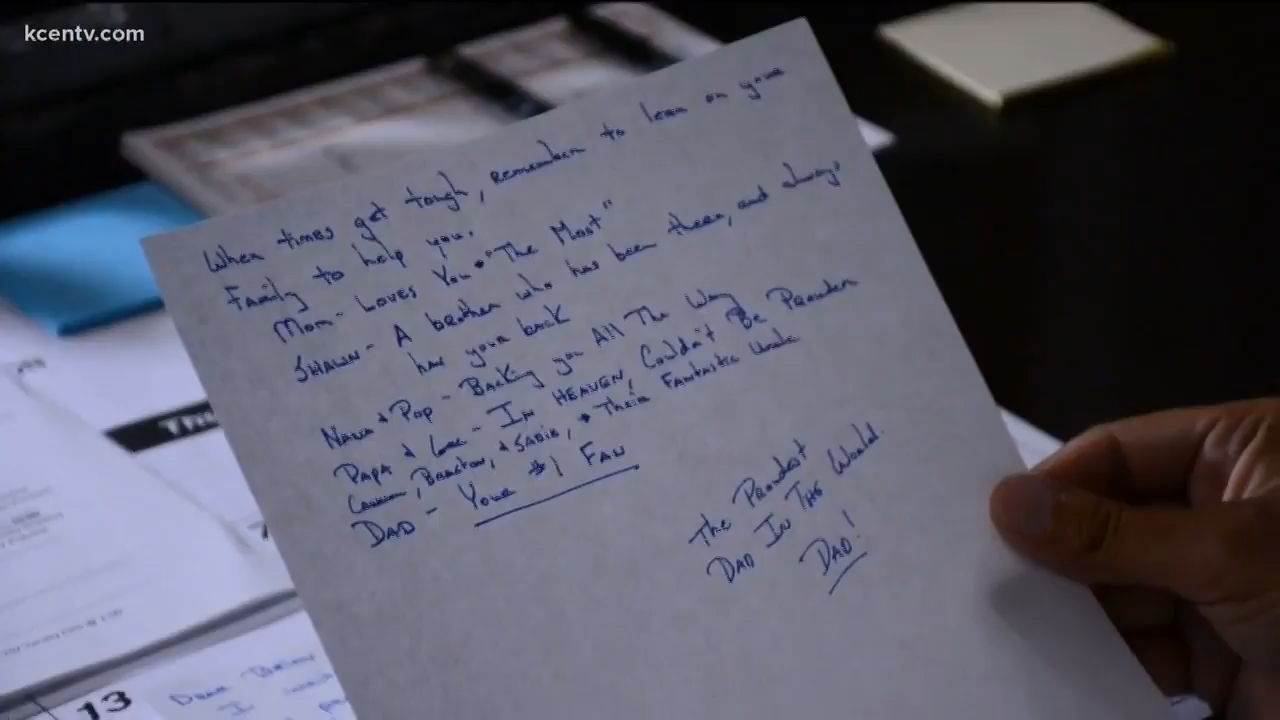 kcentv.com
When times get tough, remember to lean on your
Family to help you.
Mom - Loves You "The Most"
SHAWN - A brother who has been there, and always
has your back
Nana & Pop - Backing you All The Way
Papa & - In HEAVEN, Couldn't Be Prouder
Braxton, & SADIE, Their Fantastic Uncle
DAD - Your #1 FAN
The Proudest
DAD IN THE World.
DAD!
13
Dear
I